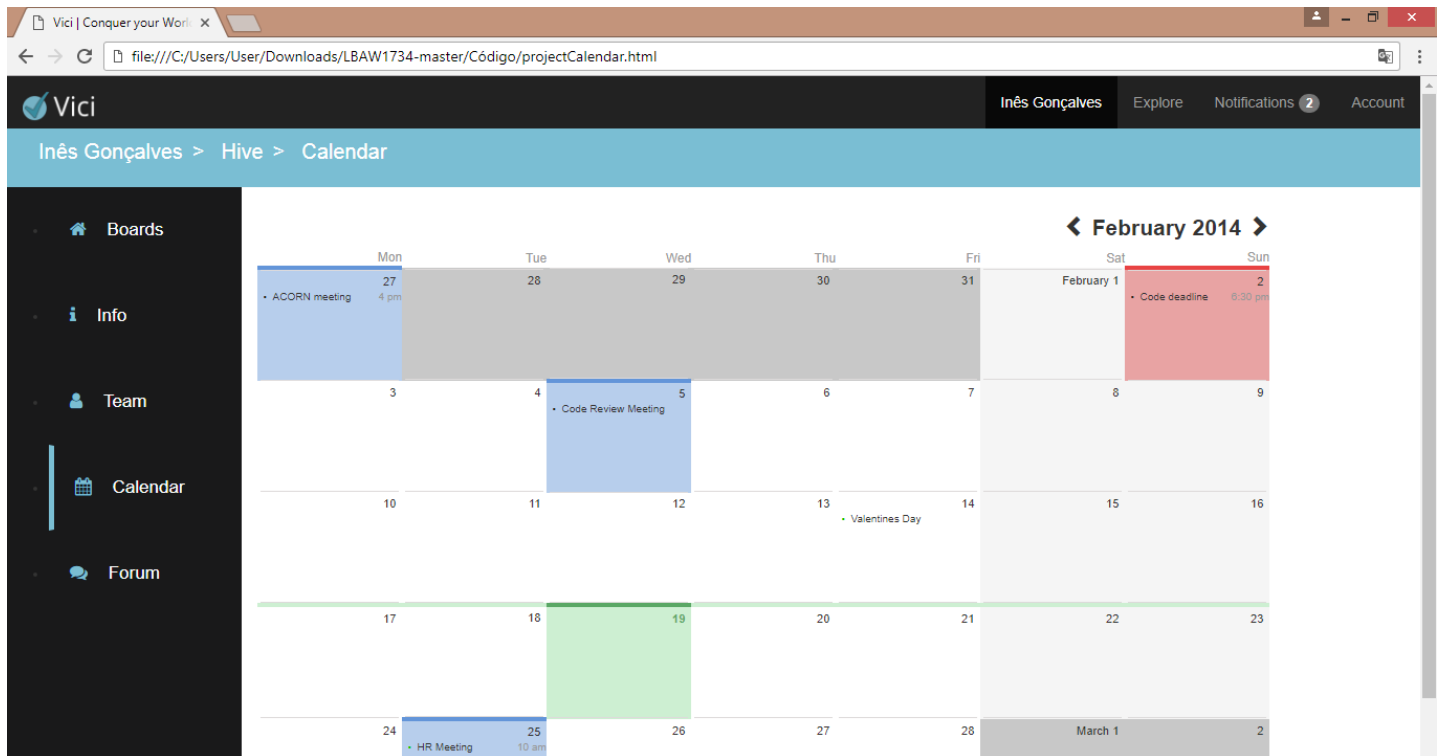 Vici | Conquer your Work
file:///C:/Users/User/Downloads/LBAW1734-master/Código/projectCalendar.html
Vici
Inês Gonçalves Explore Notifications 2 Account
Inês Gonçalves > Hive > Calendar
Boards
Info
Team
Calendar
Forum
February 2014
Mon Tue Wed Thu Fri Sat Sun
27 28 29 30 31 February 1 2
• ACORN meeting 4 pm • Code deadline 6:30 pm
3 4 5 6 7 8 9
• Code Review Meeting
10 11 12 13 14 15 16
• Valentines Day
17 18 19 20 21 22 23
24 25 26 27 28 March 1 2
• HR Meeting 10 am